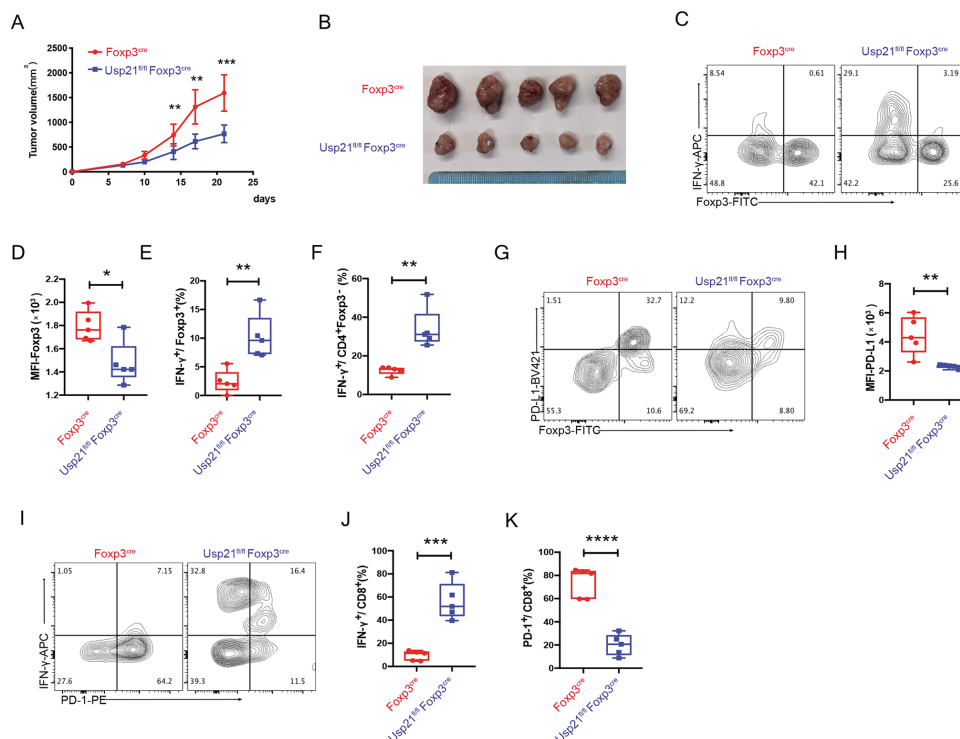 A
Foxp3cre
Usp21fl/fl Foxp3cre
Tumor volume(mm3
2500
2000
1500
1000
500
0
**
**
***
0
5
10
15
20
25
days
B
Foxp3cre
Usp21fl/fl Foxp3cre
C
Foxp3cre
Usp21fl/fl Foxp3cre
8.54
0.61
29.1
3.19
48.8
42.1
42.2
25.6
IFN-γ-APC
Foxp3-FITC
D
MFI-Foxp3 (×10³)
2.2
2.0
1.8
1.6
1.4
1.2
*
Foxp3cre
Usp21fl/fl Foxp3cre
E
IFN-γ+/ Foxp3+(%)
20
15
10
5
0
**
Foxp3cre
Usp21fl/fl Foxp3cre
F
IFN-γ+/ CD4+Foxp3- (%)
60
40
20
0
**
Foxp3cre
Usp21fl/fl Foxp3cre
G
Foxp3cre
Usp21fl/fl Foxp3cre
1.51
32.7
12.2
9.80
55.3
10.6
69.2
8.80
PD-L1-BV421
Foxp3-FITC
H
MFI-PD-L1 (×10³)
8
6
4
2
0
**
Foxp3cre
Usp21fl/fl Foxp3cre
I
Foxp3cre
Usp21fl/fl Foxp3cre
1.05
7.15
32.8
16.4
27.6
64.2
39.3
11.5
IFN-γ-APC
PD-1-PE
J
IFN-γ+/ CD8+(%)
100
80
60
40
20
0
***
Foxp3cre
Usp21fl/fl Foxp3cre
K
PD-1+/ CD8+(%)
100
80
60
40
20
0
****
Foxp3cre
Usp21fl/fl Foxp3cre